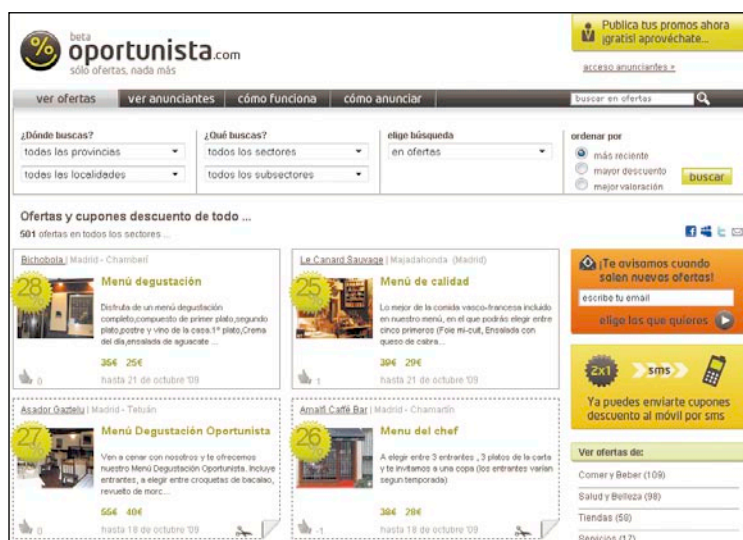 beta
oportunista.com
sólo ofertas, nada más
Publica tus promos ahora
¡gratis! aprovéchate...
acceso anunciantes »
ver ofertas
ver anunciantes
cómo funciona
cómo anunciar
buscar en ofertas
¿Dónde buscas?
todas las provincias
todas las localidades
¿Qué buscas?
todos los sectores
todos los subsectores
elige búsqueda
en ofertas
ordenar por
más reciente
mayor descuento
mejor valoración
buscar
Ofertas y cupones descuento de todo ...
501 ofertas en todos los sectores ...
Bichobola | Madrid - Chamberí
28
Menú degustación
Disfruta de un menú degustación
completo,compuesto de primer plato,segundo
plato,postre y vino de la casa.1º plato,Crema
del día,ensalada de aguacate ...
35€ 25€
0
hasta 21 de octubre '09
Le Canard Sauvage | Majadahonda (Madrid)
25
Menú de calidad
Lo mejor de la comida vasco-francesa incluido
en nuestro menú, en el que podrás elegir entre
cinco primeros (Foie mi-cuit, Ensalada con
queso de cabra...
39€ 29€
1
hasta 21 de octubre '09
Asador Gaztelu | Madrid - Tetuán
27
Menú Degustación Oportunista
Ven a cenar con nosotros y te ofrecemos
nuestro Menú Degustación Oportunista. Incluye
entrantes, a elegir entre croquetas de bacalao,
revuelto de morc...
55€ 40€
0
hasta 18 de octubre '09
Amalfi Caffé Bar | Madrid - Chamartín
26
Menu del chef
A elegir entre 3 entrantes , 3 platos de la carta
y te invitamos a una copa (los entrantes varían
segun temporada)
38€ 28€
-1
hasta 18 de octubre '09
¡Te avisamos cuando
salen nuevas ofertas!
escribe tu email
elige las que quieres
2x1
sms
Ya puedes enviarte cupones
descuento al móvil por sms
Ver ofertas de:
Comer y Beber (109)
Salud y Belleza (98)
Tiendas (58)
Servicios (17)